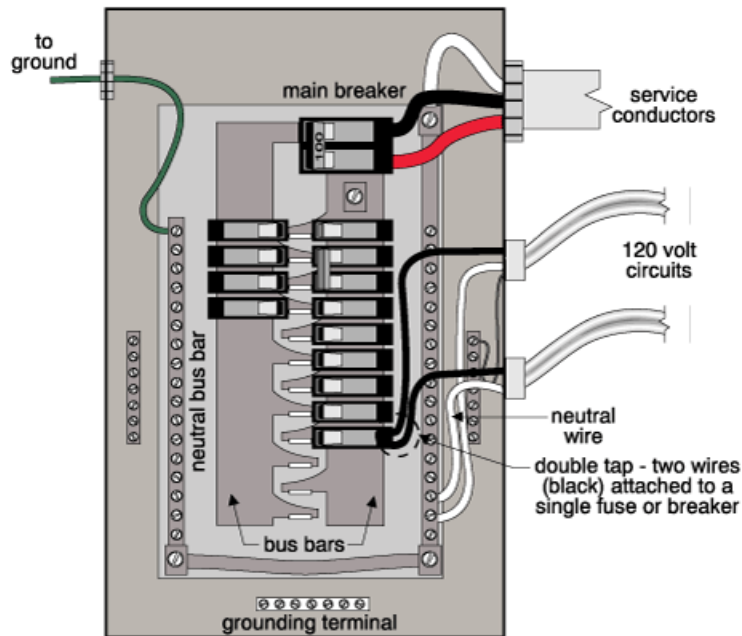 to
ground
main breaker
100
service
conductors
120 volt
circuits
neutral bus bar
neutral
wire
double tap - two wires
(black) attached to a
single fuse or breaker
bus bars
grounding terminal